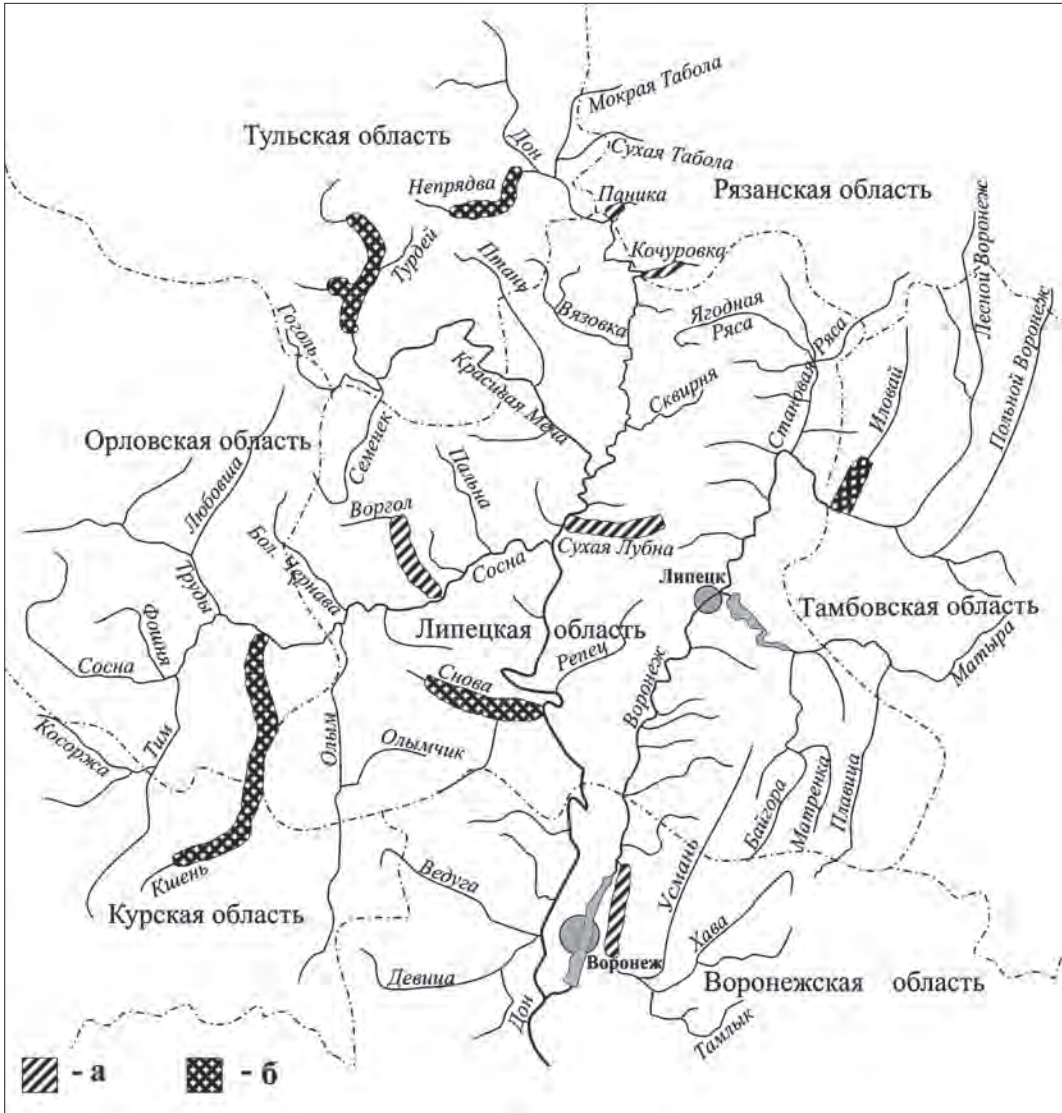 Мокрая Табола
Тульская область
Дон
Сухая Табола
Непрядва
Паника
Рязанская область
Лесной Воронеж
Турдей
Птань
Кочуровка
Гоголь
Вязовка
Ягодная
Ряса
Становая Ряса
Польной Воронеж
Красивая Меча
Сквирня
Иловай
Орловская область
Семенек
Любовша
Пальна
Воргол
Бол. Чернава
Сосна
Сухая Лубна
Липецк
Труды
Тамбовская область
Фошня
Липецкая область
Репец
Сосна
Матыра
Снова
Воронеж
Косоржа
Тим
Олым
Олымчик
Байгора
Матренка
Плавица
Кшень
Ведуга
Усмань
Курская область
Хава
Девица
Воронеж
Воронежская область
Дон
Тамлык
- а
- б